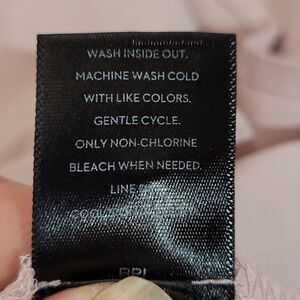 WASH INSIDE OUT.
MACHINE WASH COLD
WITH LIKE COLORS.
GENTLE CYCLE.
ONLY NON-CHLORINE
BLEACH WHEN NEEDED.
LINE